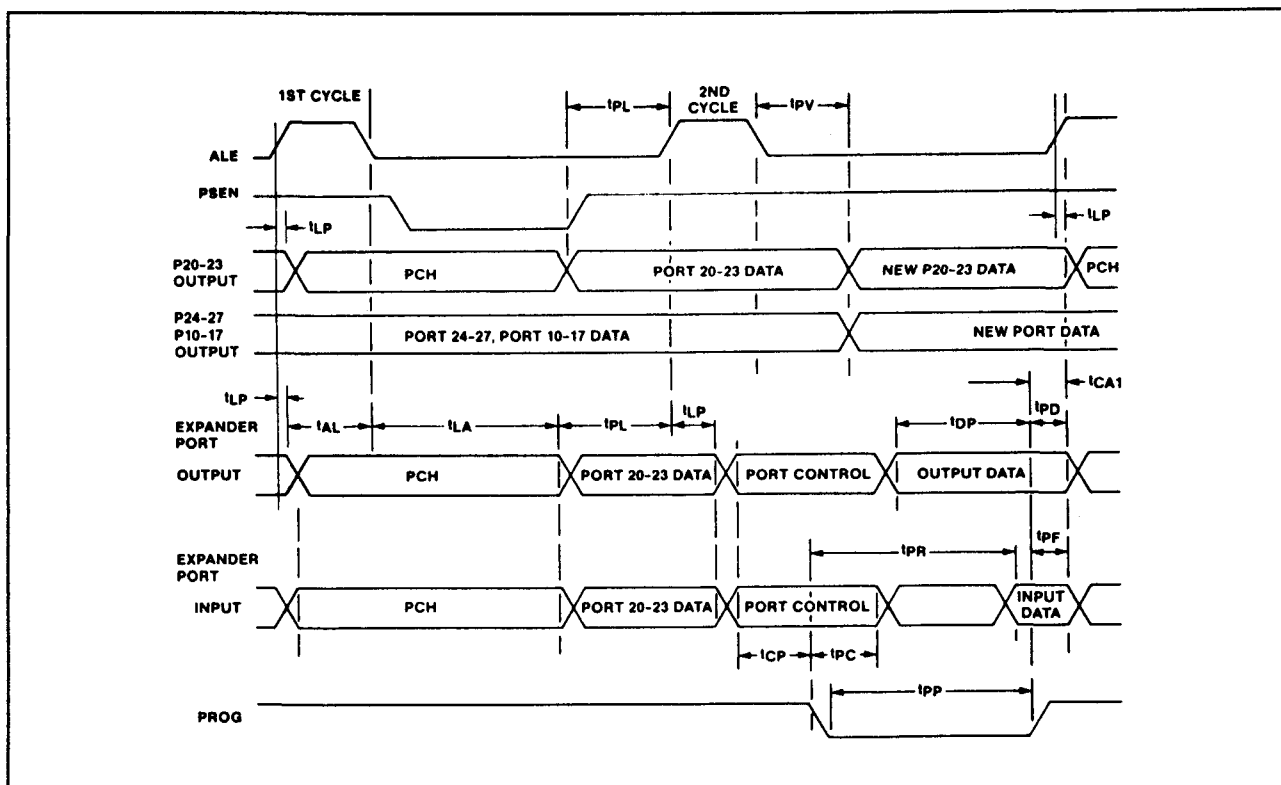 1ST CYCLE
tPL
2ND
CYCLE
tPV
ALE
PSEN
tLP
tLP
P20-23
OUTPUT
PCH
PORT 20-23 DATA
NEW P20-23 DATA
PCH
P24-27
P10-17
OUTPUT
PORT 24-27, PORT 10-17 DATA
NEW PORT DATA
tCA1
tLP
tAL
tLA
tPL
tLP
tDP
tPD
EXPANDER
PORT
OUTPUT
PCH
PORT 20-23 DATA
PORT CONTROL
OUTPUT DATA
tPR
tPF
EXPANDER
PORT
INPUT
PCH
PORT 20-23 DATA
PORT CONTROL
INPUT
DATA
tCP
tPC
tPP
PROG